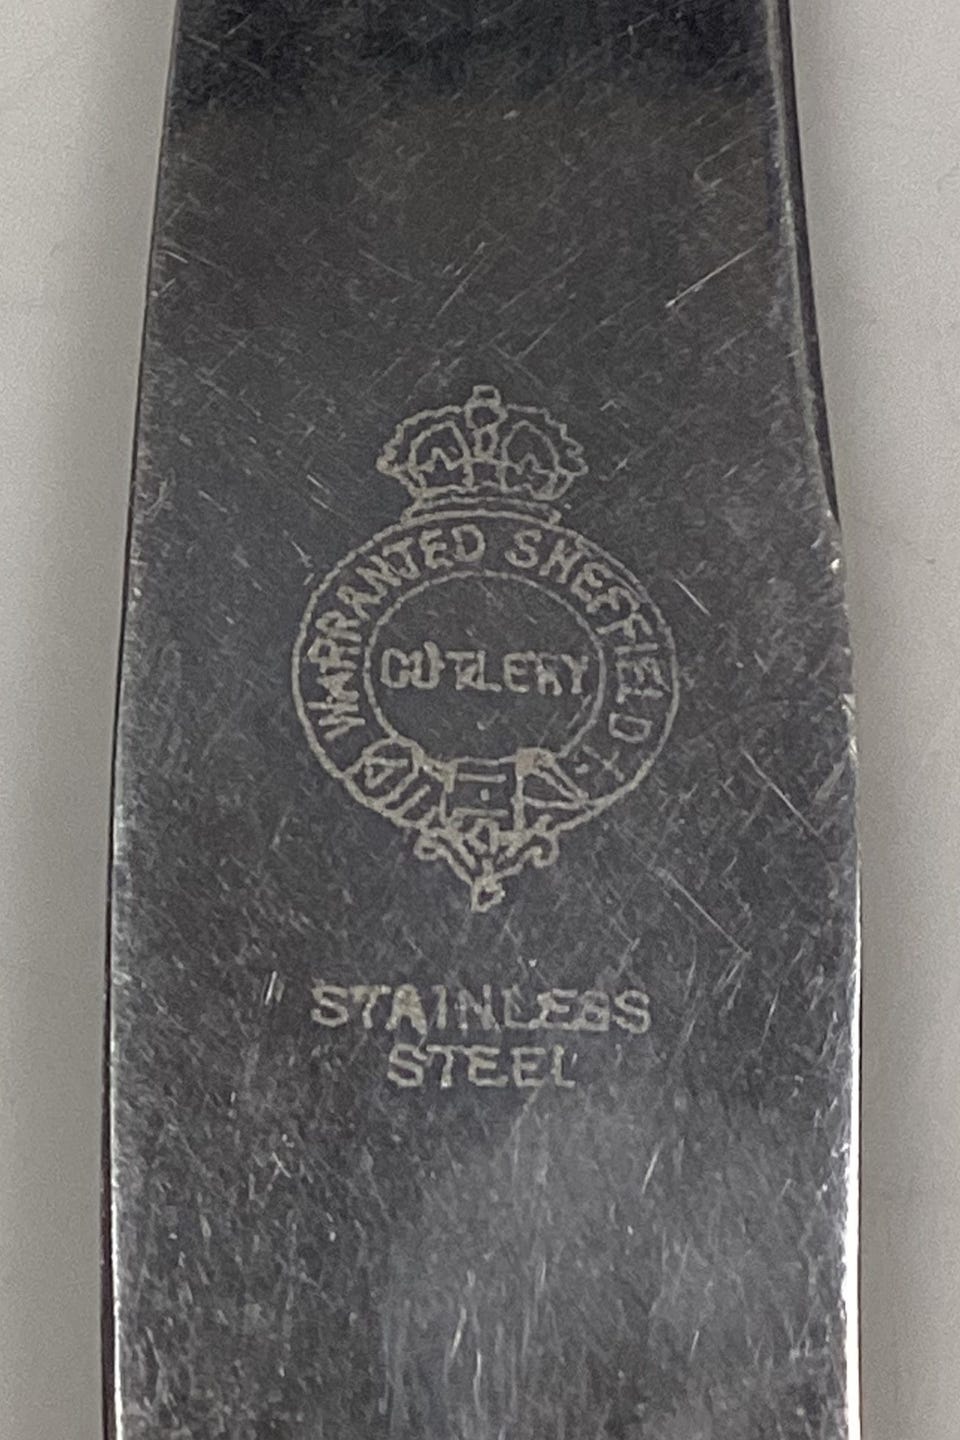 WARRANTED SHEFFIELD
CUTLERY
STAINLESS
STEEL